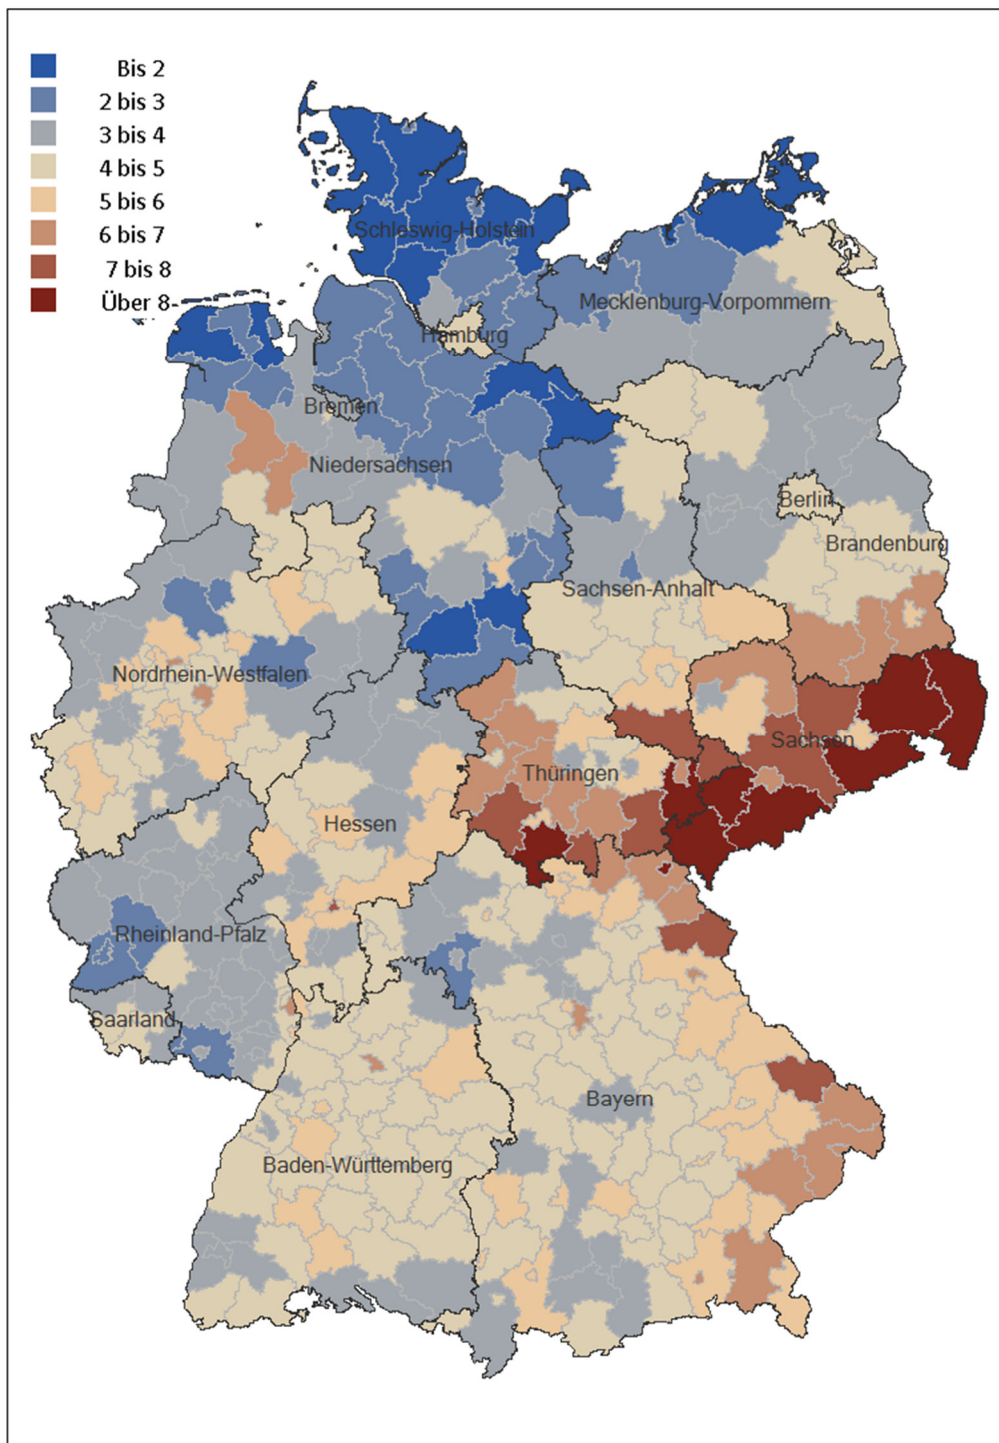 Bis 2
2 bis 3
3 bis 4
4 bis 5
5 bis 6
6 bis 7
7 bis 8
Über 8
Schleswig-Holstein
Mecklenburg-Vorpommern
Hamburg
Bremen
Niedersachsen
Berlin
Brandenburg
Sachsen-Anhalt
Nordrhein-Westfalen
Sachsen
Thüringen
Hessen
Rheinland-Pfalz
Saarland
Bayern
Baden-Württemberg